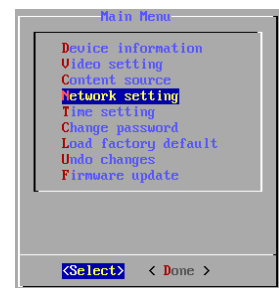 Main Menu
Device information
Video setting
Content source
Network setting
Time setting
Change password
Load factory default
Undo changes
Firmware update
<Select> < Done >